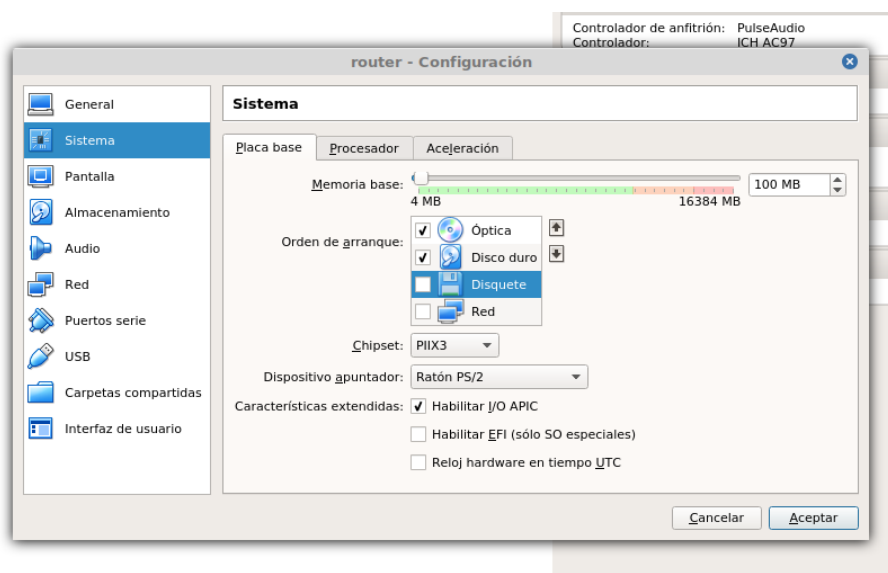 Controlador de anfitrión: PulseAudio
Controlador: ICH AC97
router - Configuración
General
Sistema
Pantalla
Almacenamiento
Audio
Red
Puertos serie
USB
Carpetas compartidas
Interfaz de usuario
Sistema
Placa base Procesador Aceleración
Memoria base: 100 MB
4 MB 16384 MB
Orden de arranque:
Óptica
Disco duro
Disquete
Red
Chipset: PIIX3
Dispositivo apuntador: Ratón PS/2
Características extendidas: Habilitar I/O APIC
Habilitar EFI (sólo SO especiales)
Reloj hardware en tiempo UTC
Cancelar Aceptar